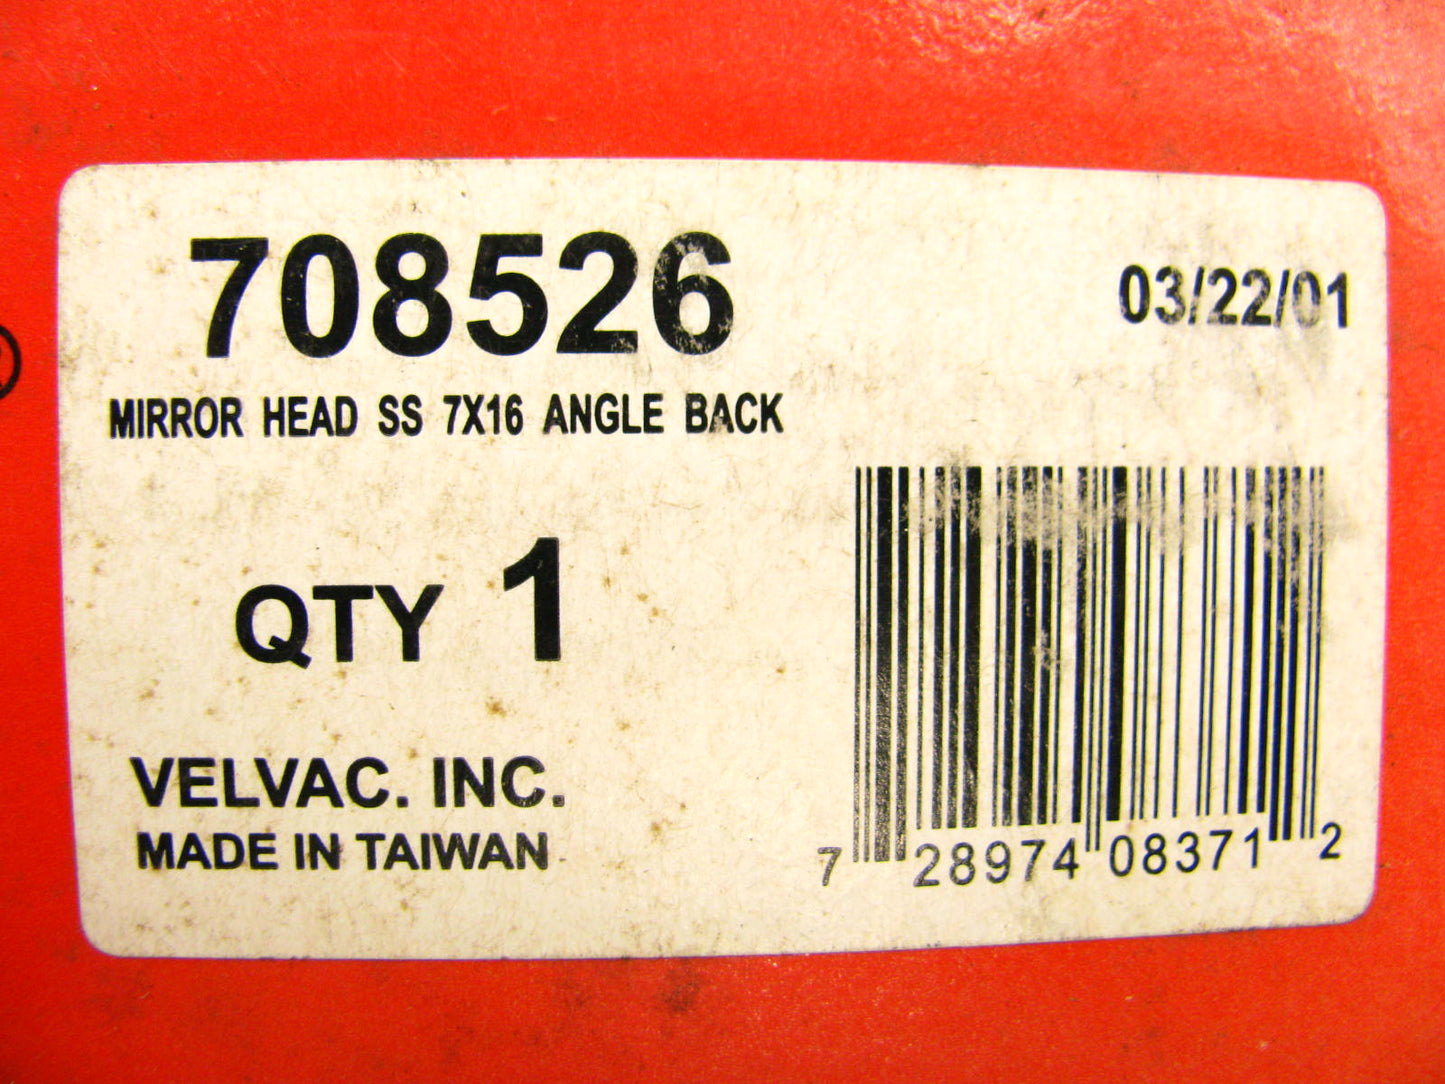 708526
03/22/01
MIRROR HEAD SS 7X16 ANGLE BACK
QTY 1
VELVAC. INC.
MADE IN TAIWAN
7 28974 08371 2
®